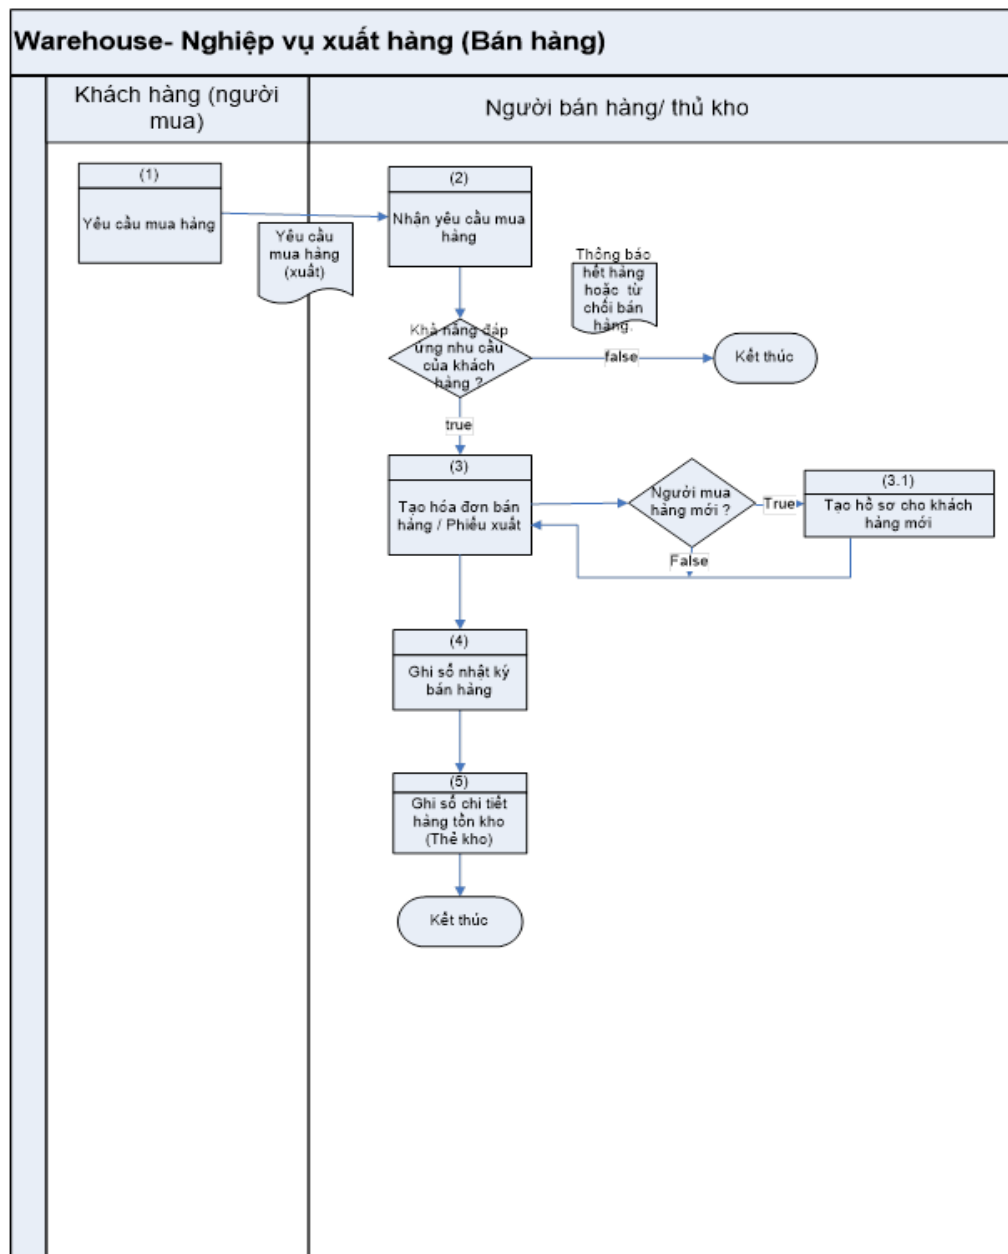 Warehouse- Nghiệp vụ xuất hàng (Bán hàng)
Khách hàng (người
mua)
Người bán hàng/ thủ kho
(1)
Yêu cầu mua hàng
Yêu cầu
mua hàng
(xuất)
(2)
Nhận yêu cầu mua
hàng
Thông báo
hết hàng
hoặc từ
chối bán
hàng.
Khả năng đáp
ứng nhu cầu
của khách
hàng ?
false
Kết thúc
true
(3)
Tạo hóa đơn bán
hàng / Phiếu xuất
Người mua
hàng mới ?
True
(3.1)
Tạo hồ sơ cho khách
hàng mới
False
(4)
Ghi sổ nhật ký
bán hàng
(5)
Ghi sổ chi tiết
hàng tồn kho
(Thẻ kho)
Kết thúc